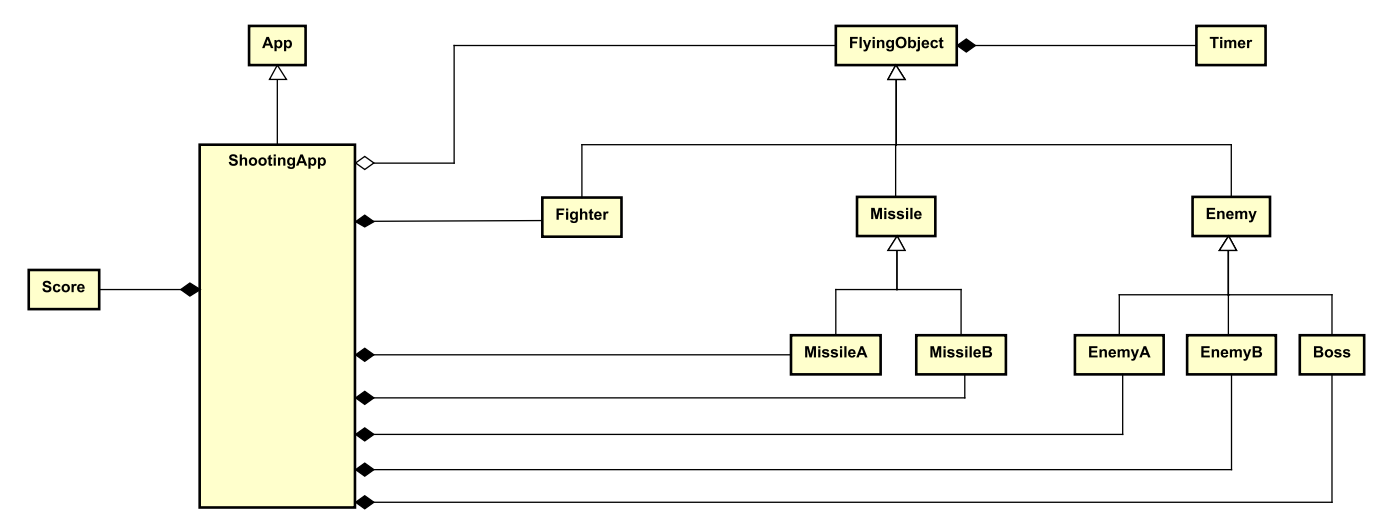 App
FlyingObject
Timer
ShootingApp
Fighter
Missile
Enemy
Score
MissileA
MissileB
EnemyA
EnemyB
Boss